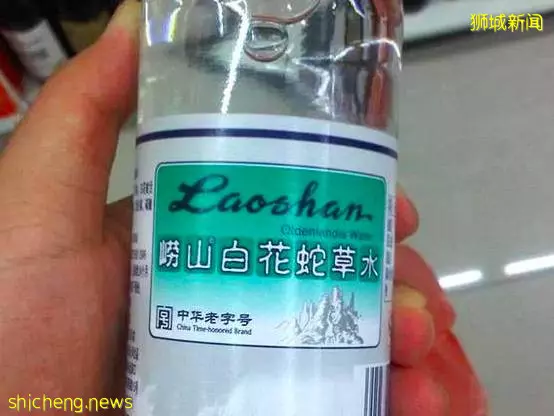 狮城新闻
Laoshan
Oldenlandia Water
崂山白花蛇草水
中华老字号
China Time-honored Brand
shicheng.news